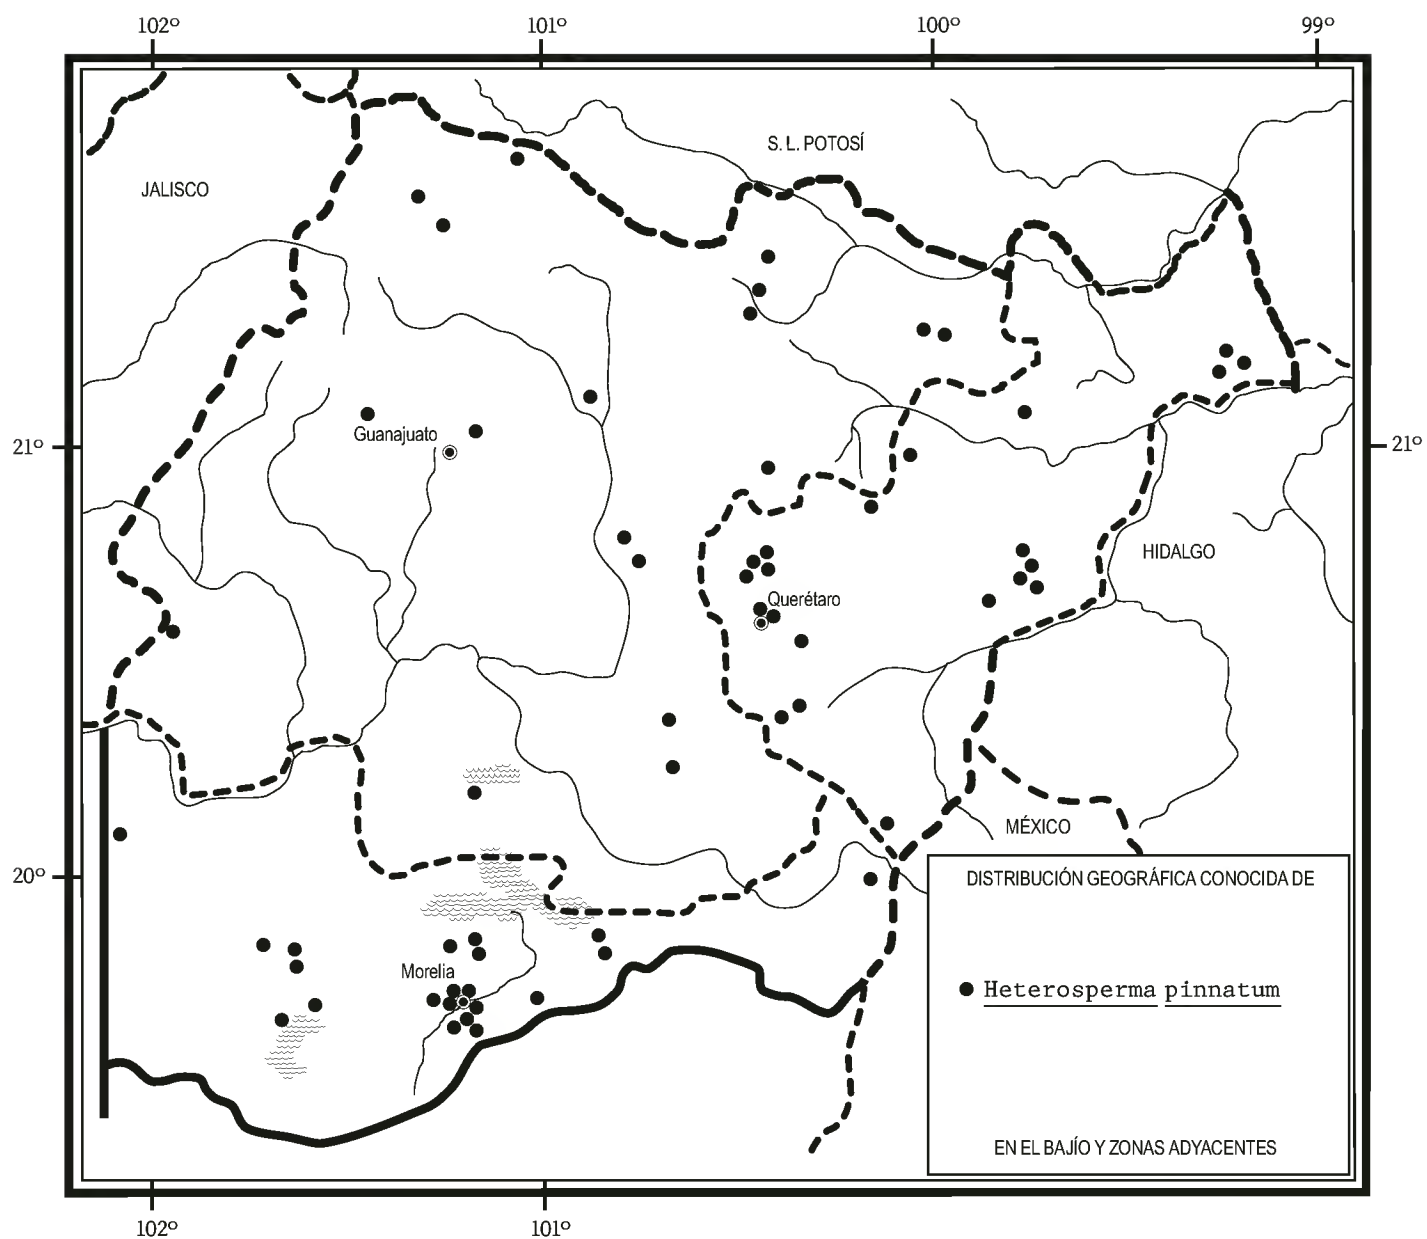 102º 101º 100º 99º
S. L. POTOSÍ
JALISCO
Guanajuato
21º 21º
HIDALGO
Querétaro
MÉXICO
20º
DISTRIBUCIÓN GEOGRÁFICA CONOCIDA DE
Morelia
Heterosperma pinnatum
EN EL BAJÍO Y ZONAS ADYACENTES
102º 101º